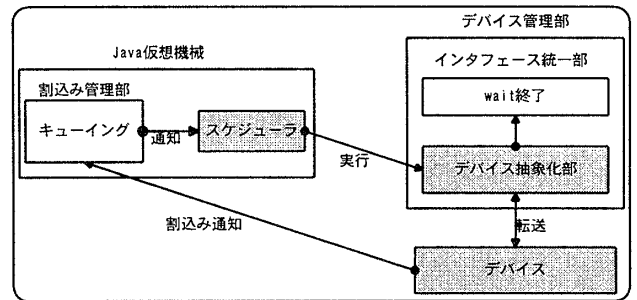 デバイス管理部
Java仮想機械
インタフェース統一部
割込み管理部
wait終了
キューイング
通知
スケジューラ
実行
デバイス抽象化部
割込み通知
転送
デバイス